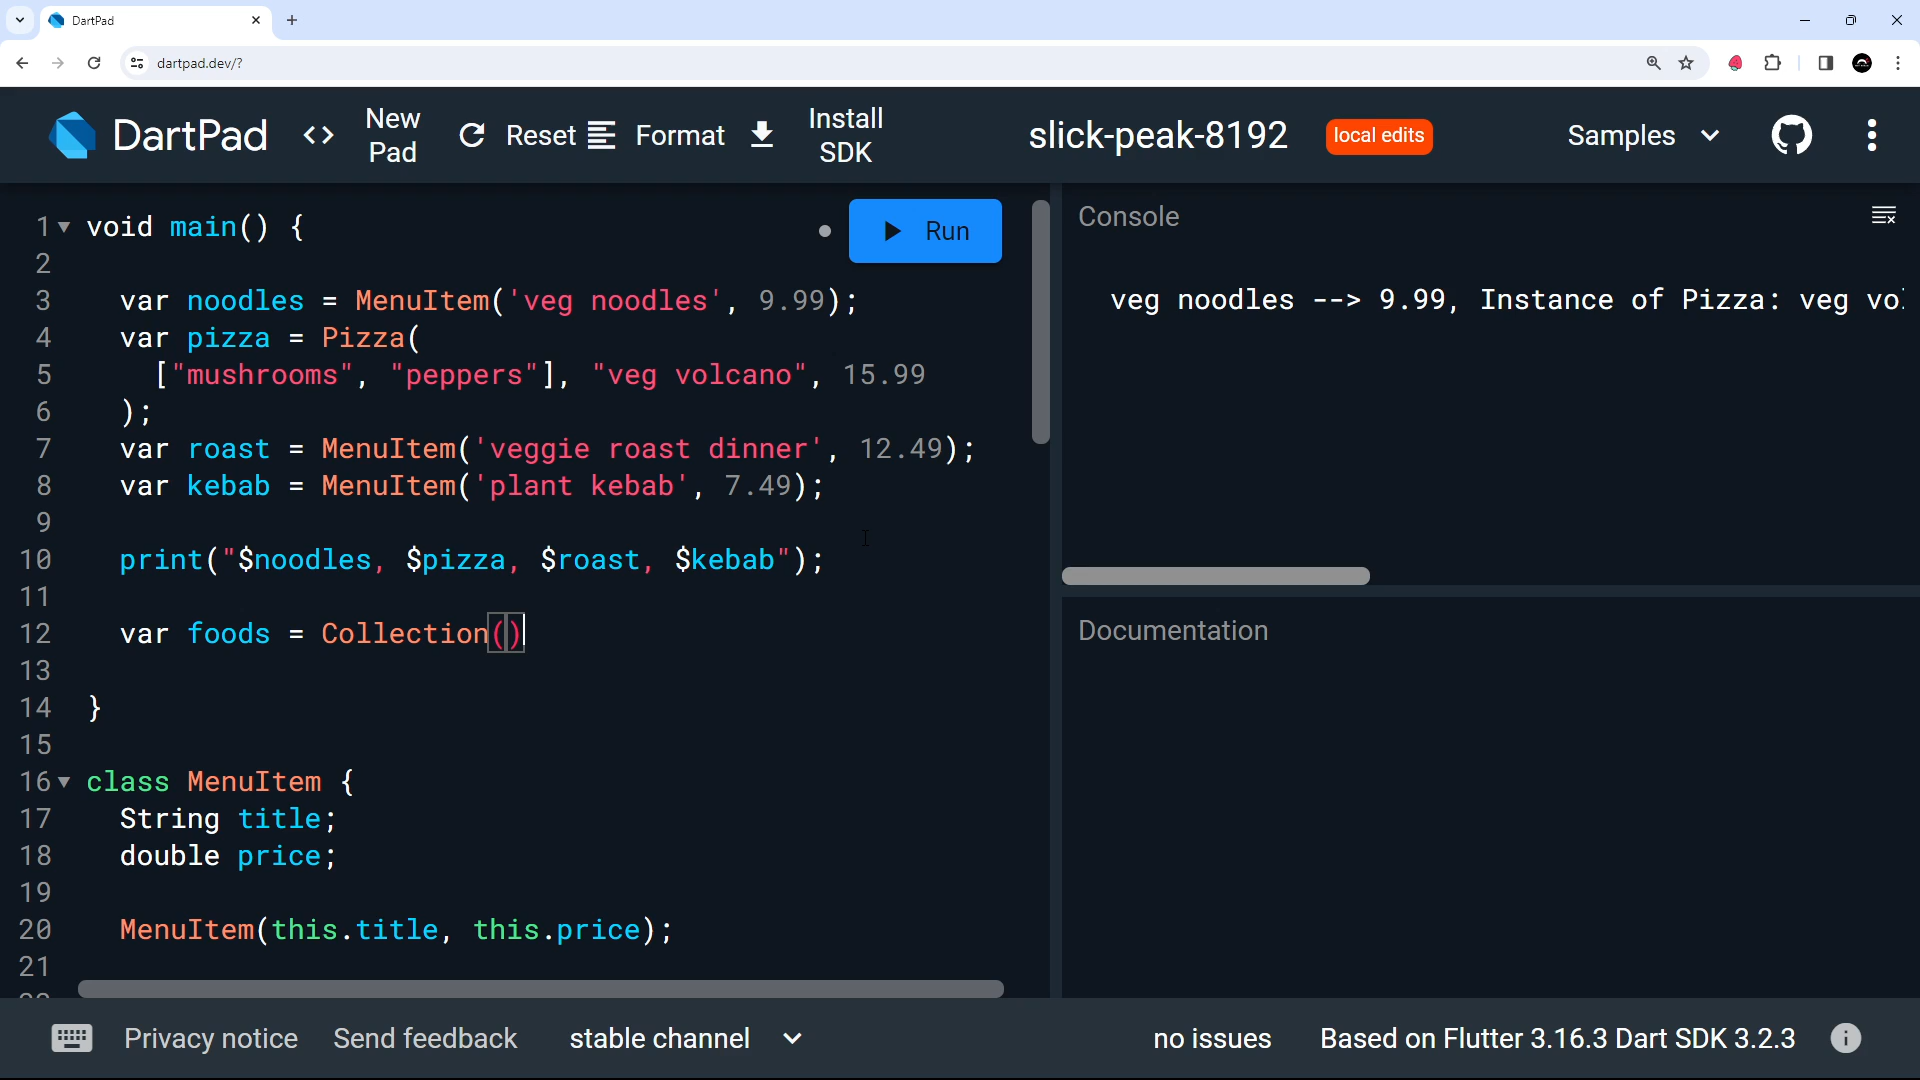 DartPad
dartpad.dev/?
DartPad
<> New Pad
Reset
Format
Install SDK
slick-peak-8192
local edits
Samples
Run
1 void main() {
2
3 var noodles = MenuItem('veg noodles', 9.99);
4 var pizza = Pizza(
5 ["mushrooms", "peppers"], "veg volcano", 15.99
6 );
7 var roast = MenuItem('veggie roast dinner', 12.49);
8 var kebab = MenuItem('plant kebab', 7.49);
9
10 print("$noodles, $pizza, $roast, $kebab");
11
12 var foods = Collection()
13
14 }
15
16 class MenuItem {
17 String title;
18 double price;
19
20 MenuItem(this.title, this.price);
21
Console
veg noodles --> 9.99, Instance of Pizza: veg
Documentation
Privacy notice
Send feedback
stable channel
no issues
Based on Flutter 3.16.3 Dart SDK 3.2.3